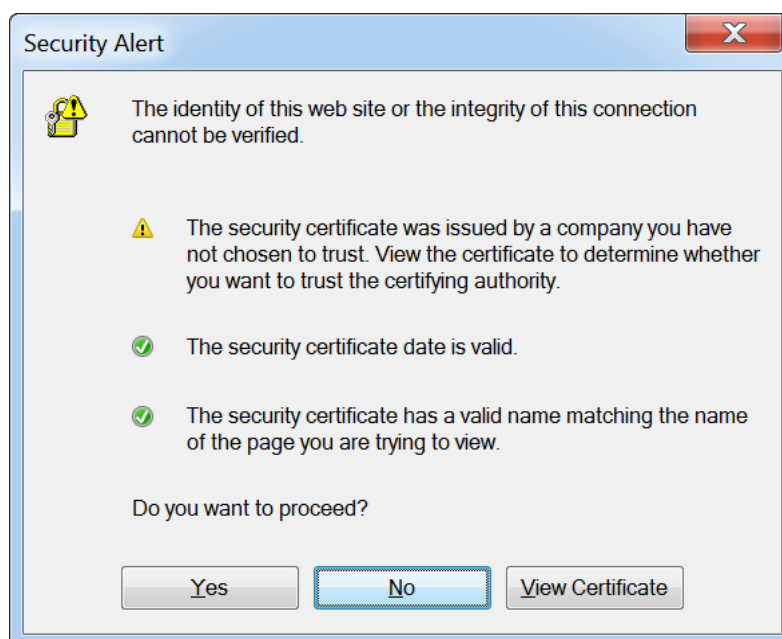 Security Alert
The identity of this web site or the integrity of this connection
cannot be verified.
The security certificate was issued by a company you have
not chosen to trust. View the certificate to determine whether
you want to trust the certifying authority.
The security certificate date is valid.
The security certificate has a valid name matching the name
of the page you are trying to view.
Do you want to proceed?
Yes No View Certificate